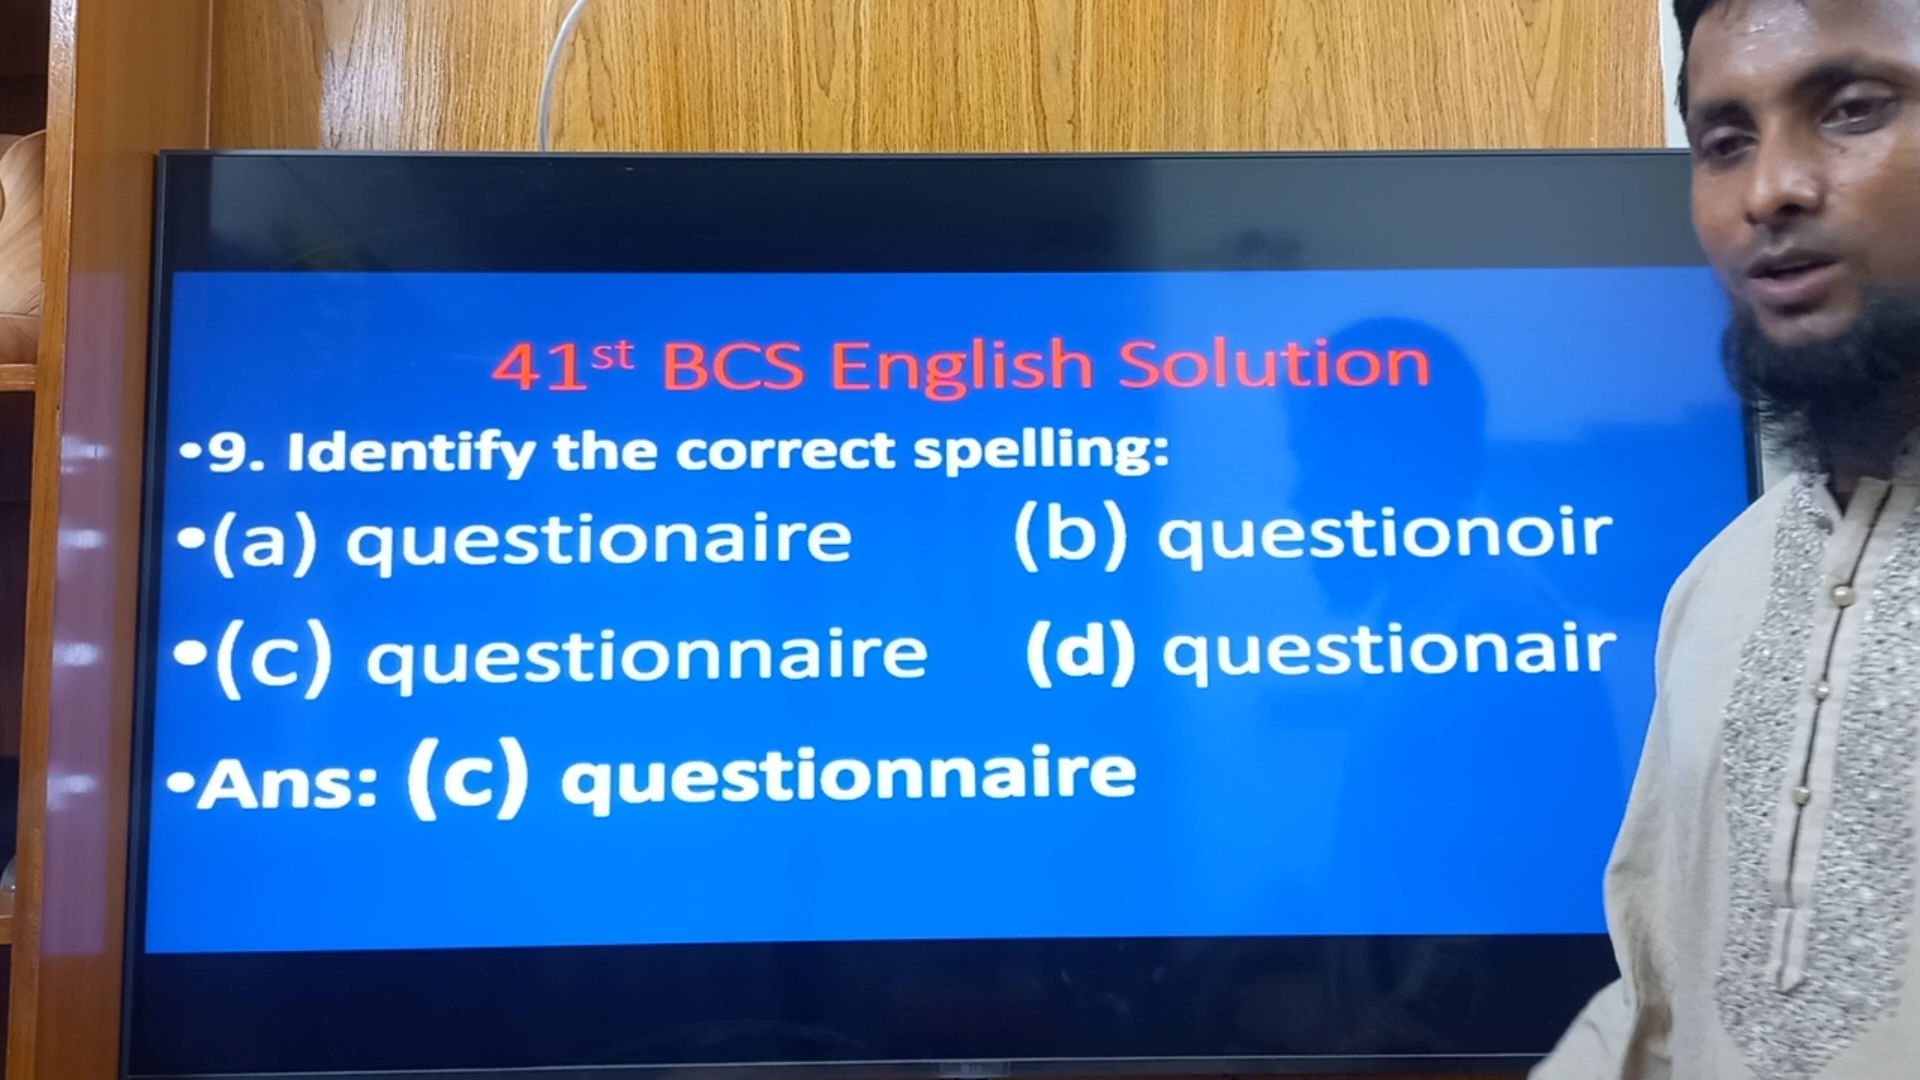 41st BCS English Solution
•9. Identify the correct spelling:
•(a) questionaire (b) questionoir
•(c) questionnaire (d) questionair
•Ans: (c) questionnaire